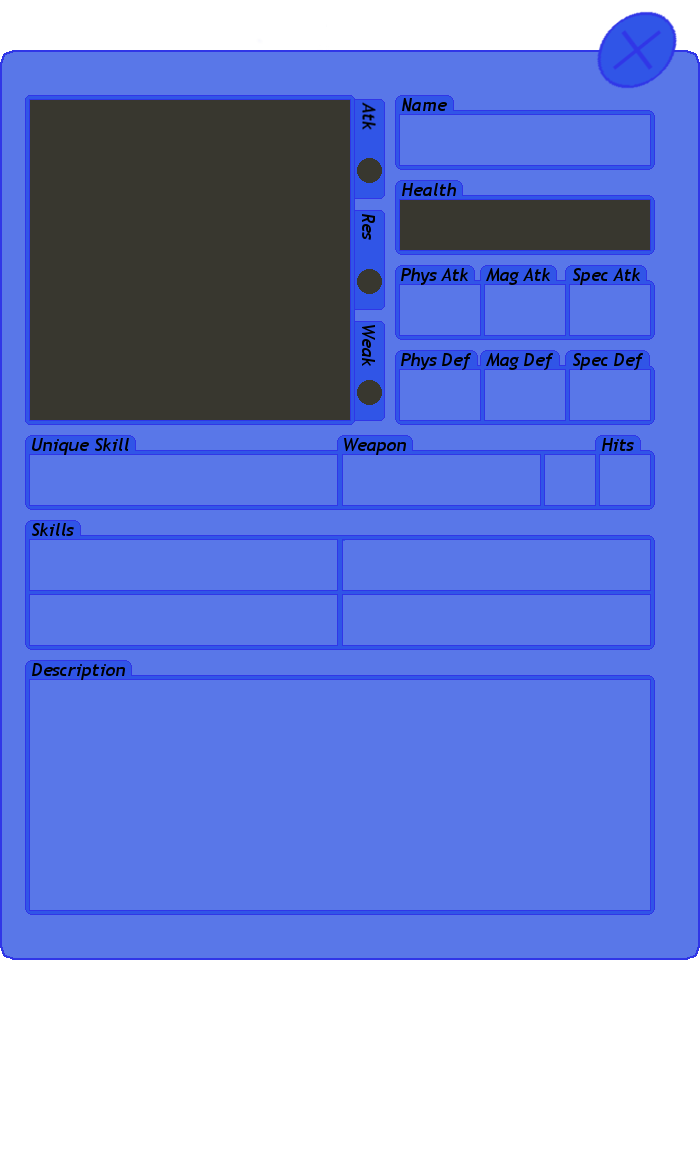 Atk
Res
Weak
Name
Health
Phys Atk Mag Atk Spec Atk
Phys Def Mag Def Spec Def
Unique Skill Weapon Hits
Skills
Description